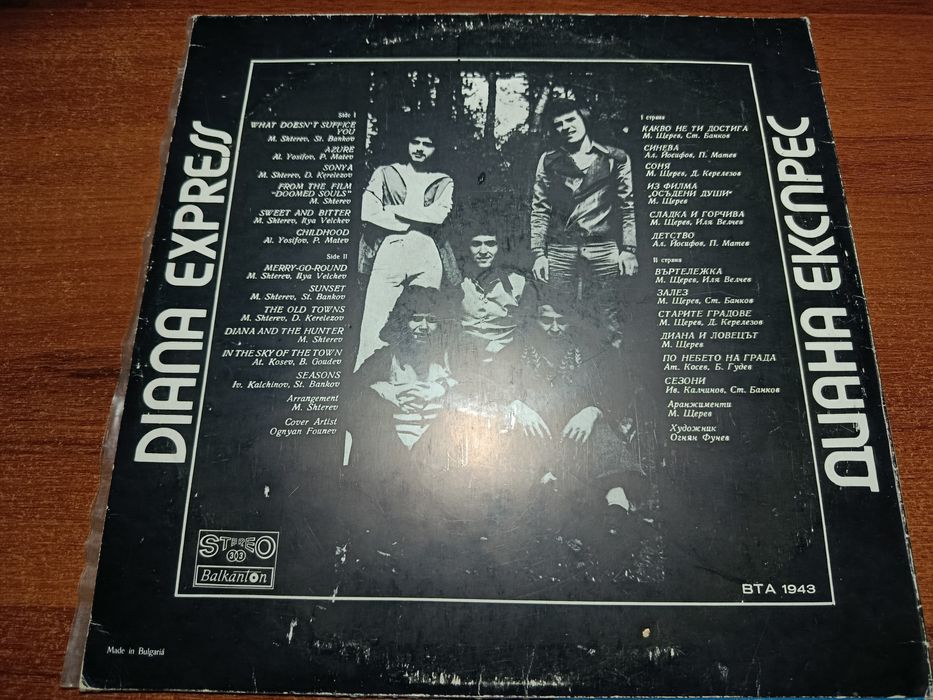 DIANA EXPRESS
Side I
WHAT DOESN'T SUFFICE
YOU
M. Shterev, St. Bankov
AZURE
Al. Yosifov, P. Matev
SONYA
M. Shterev, D. Kerelezov
FROM THE FILM
"DOOMED SOULS"
M. Shterev
SWEET AND BITTER
M. Shterev, Ilya Velchev
CHILDHOOD
Al. Yosifov, P. Matev
Side II
MERRY-GO-ROUND
M. Shterev, Ilya Velchev
SUNSET
M. Shterev, St. Bankov
THE OLD TOWNS
M. Shterev, D. Kerelezov
DIANA AND THE HUNTER
M. Shterev
IN THE SKY OF THE TOWN
At. Kosev, B. Goudev
SEASONS
Iv. Kalchinov, St. Bankov
Arrangement
M. Shterev
Cover Artist
Ognyan Founev
I страна
КАКВО НЕ ТИ ДОСТИГА
М. Щерев, Ст. Банков
СИНЕВА
Ал. Йосифов, П. Матев
СОНЯ
М. Щерев, Д. Керелезов
ИЗ ФИЛМА
„ОСЪДЕНИ ДУШИ"
М. Щерев
СЛАДКА И ГОРЧИВА
М. Щерев, Иля Велчев
ДЕТСТВО
Ал. Йосифов, П. Матев
II страна
ВЪРТЕЛЕЖКА
М. Щерев, Иля Велчев
ЗАЛЕЗ
М. Щерев, Ст. Банков
СТАРИТЕ ГРАДОВЕ
М. Щерев, Д. Керелезов
ДИАНА И ЛОВЕЦЪТ
М. Щерев
ПО НЕБЕТО НА ГРАДА
Ат. Косев, Б. Гудев
СЕЗОНИ
Ив. Калчинов, Ст. Банков
Аранжименти
М. Щерев
Художник
Огнян Фунев
ДИАНА ЕКСПРЕС
STEREO
303
Balkanton
ВТА 1943
Made in Bulgaria